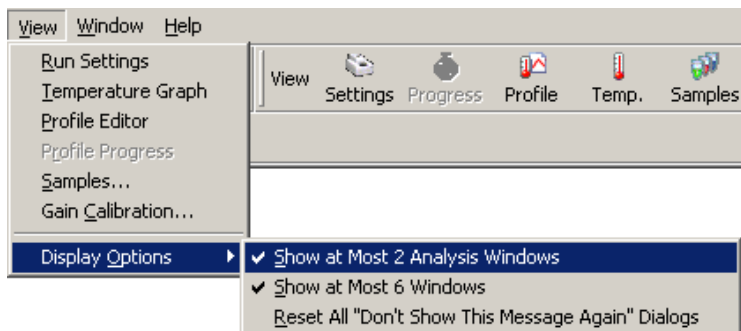 View Window Help
Run Settings
Temperature Graph
Profile Editor
Profile Progress
Samples...
Gain Calibration...
Display Options
View
Settings Progress Profile Temp. Samples
Show at Most 2 Analysis Windows
Show at Most 6 Windows
Reset All "Don't Show This Message Again" Dialogs